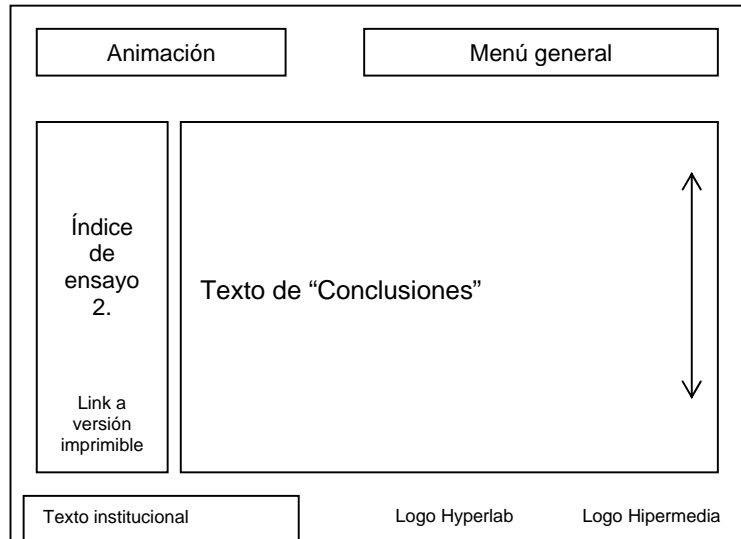 Animación
Menú general
Índice
de
ensayo
2.
Link a
versión
imprimible
Texto de “Conclusiones”
Texto institucional
Logo Hyperlab
Logo Hipermedia